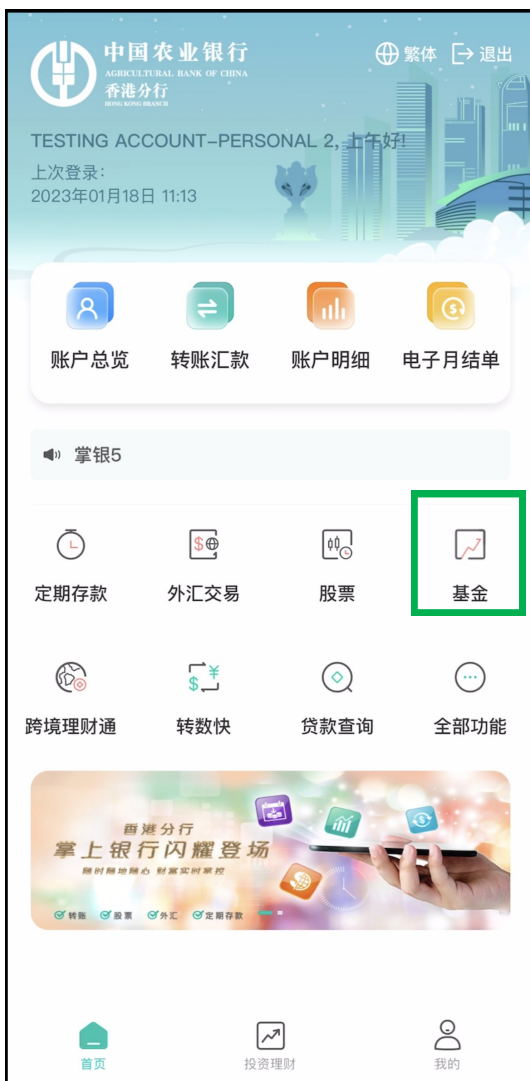 中国农业银行
AGRICULTURAL BANK OF CHINA
香港分行
HONG KONG BRANCH
繁体 退出
TESTING ACCOUNT-PERSONAL 2, 上午好!
上次登录:
2023年01月18日 11:13
账户总览 转账汇款 账户明细 电子月结单
掌银5
定期存款 外汇交易 股票 基金
跨境理财通 转数快 贷款查询 全部功能
香港分行
掌上银行闪耀登场
随时随地随心 财富实时掌控
转账 股票 外汇 定期存款
首页 投资理财 我的